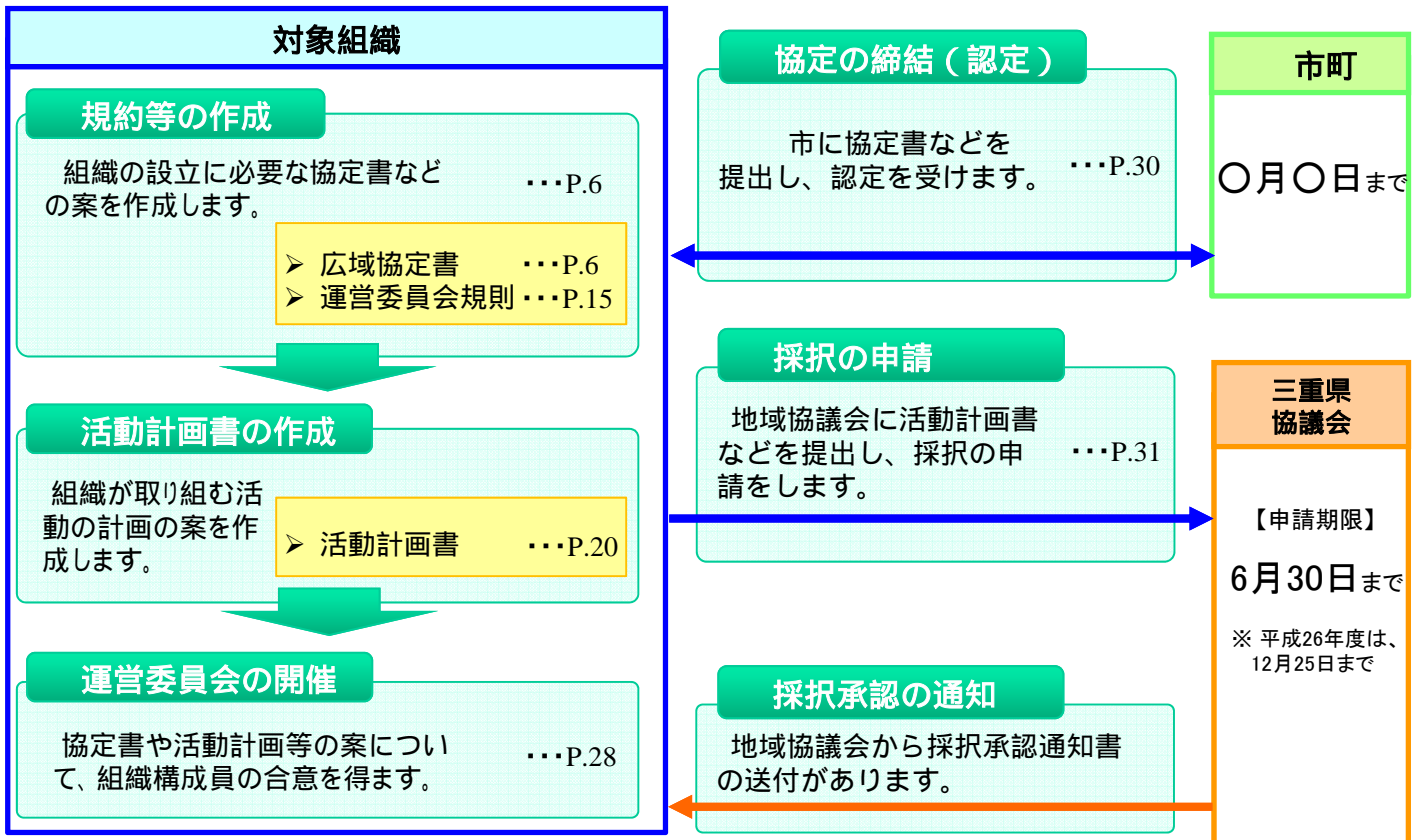 対象組織
規約等の作成
組織の設立に必要な協定書など
の案を作成します。
･･･P.6
➢ 広域協定書 ･･･P.6
➢ 運営委員会規則 ･･･P.15
活動計画書の作成
組織が取り組む活
動の計画の案を作
成します。
➢ 活動計画書 ･･･P.20
運営委員会の開催
協定書や活動計画等の案につい
て、組織構成員の合意を得ます。
･･･P.28
協定の締結（認定）
市に協定書などを
提出し、認定を受けます。
･･･P.30
採択の申請
地域協議会に活動計画書
などを提出し、採択の申
請をします。
･･･P.31
採択承認の通知
地域協議会から採択承認通知書
の送付があります。
市町
〇月〇日まで
三重県
協議会
【申請期限】
6月30日まで
※ 平成26年度は、
12月25日まで